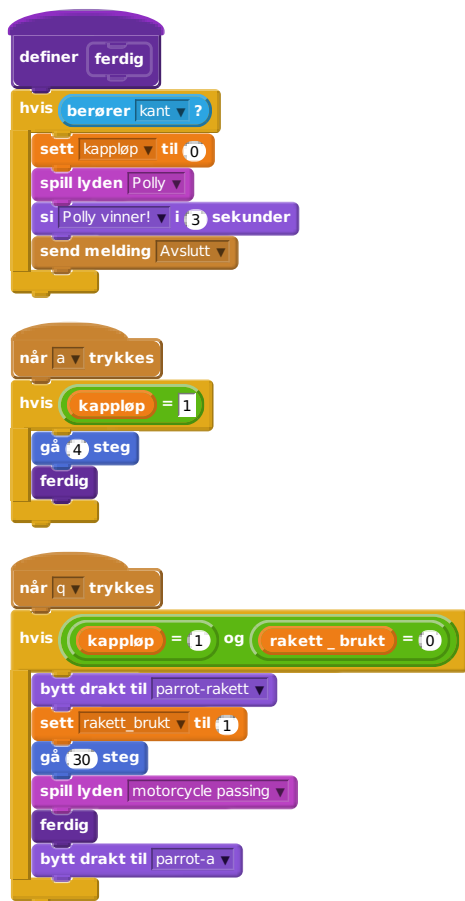 definer ferdig
hvis berører kant ▼ ?
sett kappløp ▼ til 0
spill lyden Polly ▼
si Polly vinner! ▼ i 3 sekunder
send melding Avslutt ▼
når a ▼ trykkes
hvis kappløp = 1
gå 4 steg
ferdig
når q ▼ trykkes
hvis kappløp = 1 og rakett _ brukt = 0
bytt drakt til parrot-rakett ▼
sett rakett_brukt ▼ til 1
gå 30 steg
spill lyden motorcycle passing ▼
ferdig
bytt drakt til parrot-a ▼